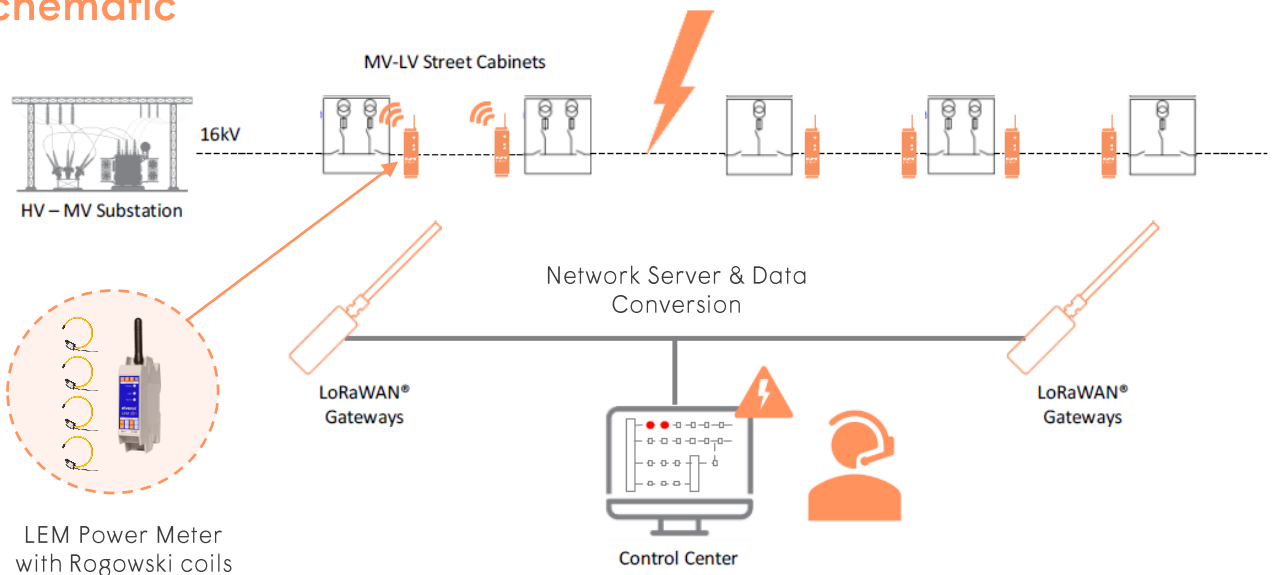 chematic
MV-LV Street Cabinets
16kV
HV – MV Substation
Network Server & Data
Conversion
LoRaWAN®
Gateways
LoRaWAN®
Gateways
Control Center
LEM Power Meter
with Rogowski coils